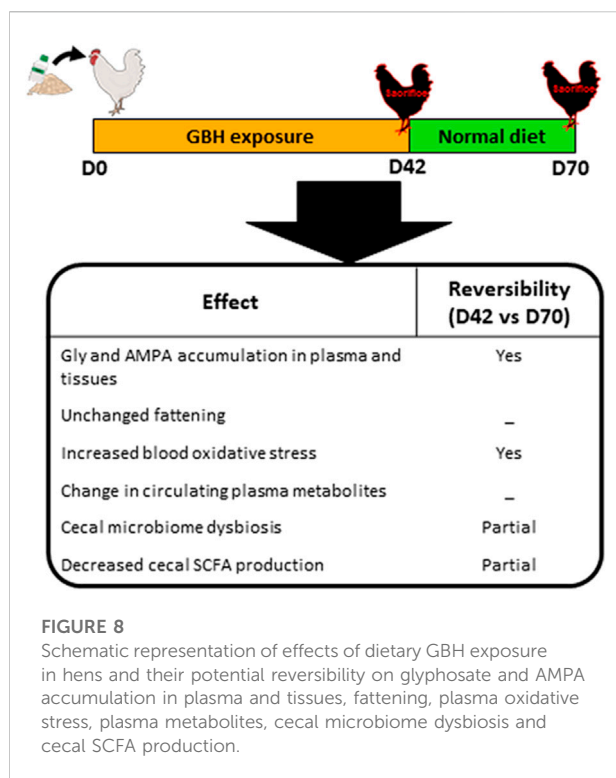 Sacrifice
Sacrifice
GBH exposure
Normal diet
D0
D42
D70
Effect
Reversibility
(D42 vs D70)
Gly and AMPA accumulation in plasma and
tissues
Yes
Unchanged fattening
_
Increased blood oxidative stress
Yes
Change in circulating plasma metabolites
_
Cecal microbiome dysbiosis
Partial
Decreased cecal SCFA production
Partial
FIGURE 8
Schematic representation of effects of dietary GBH exposure
in hens and their potential reversibility on glyphosate and AMPA
accumulation in plasma and tissues, fattening, plasma oxidative
stress, plasma metabolites, cecal microbiome dysbiosis and
cecal SCFA production.